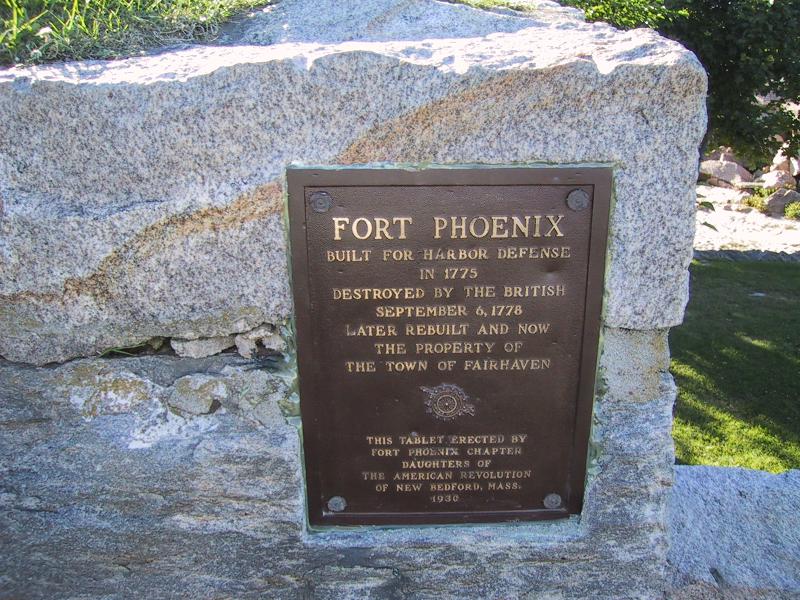 FORT PHOENIX
BUILT FOR HARBOR DEFENSE
IN 1775
DESTROYED BY THE BRITISH
SEPTEMBER 6, 1778
LATER REBUILT AND NOW
THE PROPERTY OF
THE TOWN OF FAIRHAVEN
THIS TABLET ERECTED BY
FORT PHOENIX CHAPTER
DAUGHTERS OF
THE AMERICAN REVOLUTION
OF NEW BEDFORD, MASS.
1930